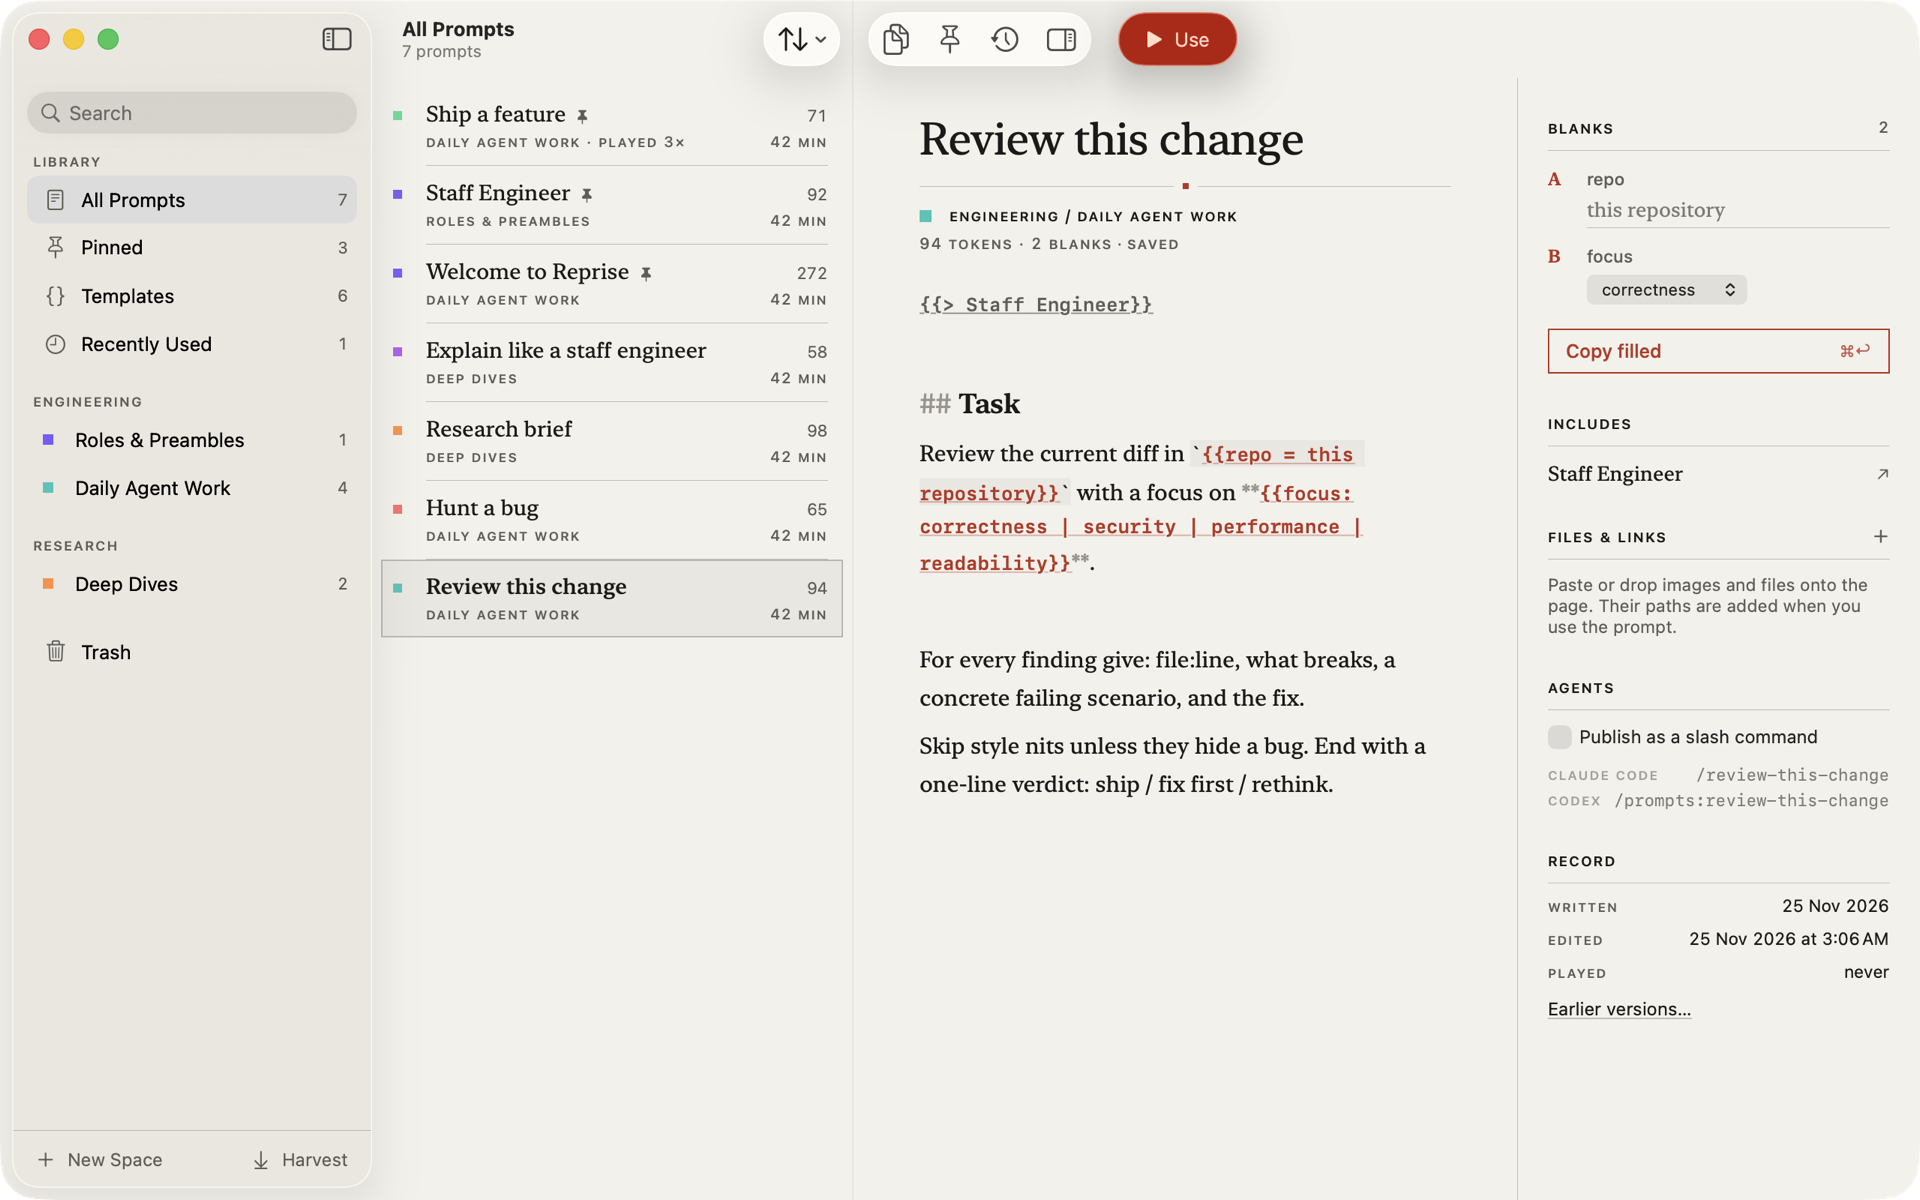 Search
LIBRARY
All Prompts 7
Pinned 3
{} Templates 6
Recently Used 1
ENGINEERING
Roles & Preambles 1
Daily Agent Work 4
RESEARCH
Deep Dives 2
Trash
+ New Space
Harvest
All Prompts
7 prompts
Ship a feature 71
DAILY AGENT WORK · PLAYED 3× 42 MIN
Staff Engineer 92
ROLES & PREAMBLES 42 MIN
Welcome to Reprise 272
DAILY AGENT WORK 42 MIN
Explain like a staff engineer 58
DEEP DIVES 42 MIN
Research brief 98
DEEP DIVES 42 MIN
Hunt a bug 65
DAILY AGENT WORK 42 MIN
Review this change 94
DAILY AGENT WORK 42 MIN
Use
Review this change
ENGINEERING / DAILY AGENT WORK
94 TOKENS · 2 BLANKS · SAVED
{{> Staff Engineer}}
## Task
Review the current diff in `{{repo = this
repository}}` with a focus on **{{focus:
correctness | security | performance |
readability}}**.
For every finding give: file:line, what breaks, a
concrete failing scenario, and the fix.
Skip style nits unless they hide a bug. End with a
one-line verdict: ship / fix first / rethink.
BLANKS 2
A repo
this repository
B focus
correctness
Copy filled ⌘↩
INCLUDES
Staff Engineer ↗
FILES & LINKS +
Paste or drop images and files onto the
page. Their paths are added when you
use the prompt.
AGENTS
Publish as a slash command
CLAUDE CODE /review-this-change
CODEX /prompts:review-this-change
RECORD
WRITTEN 25 Nov 2026
EDITED 25 Nov 2026 at 3:06 AM
PLAYED never
Earlier versions...